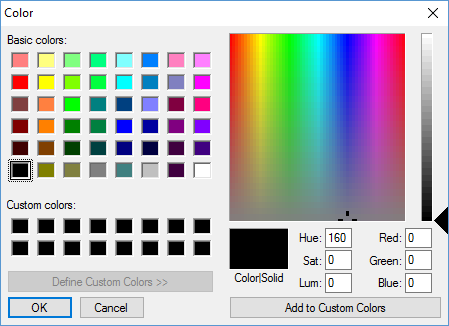 Color
Basic colors:
Custom colors:
Define Custom Colors >>
OK
Cancel
Color|Solid
Hue: 160
Sat: 0
Lum: 0
Red: 0
Green: 0
Blue: 0
Add to Custom Colors